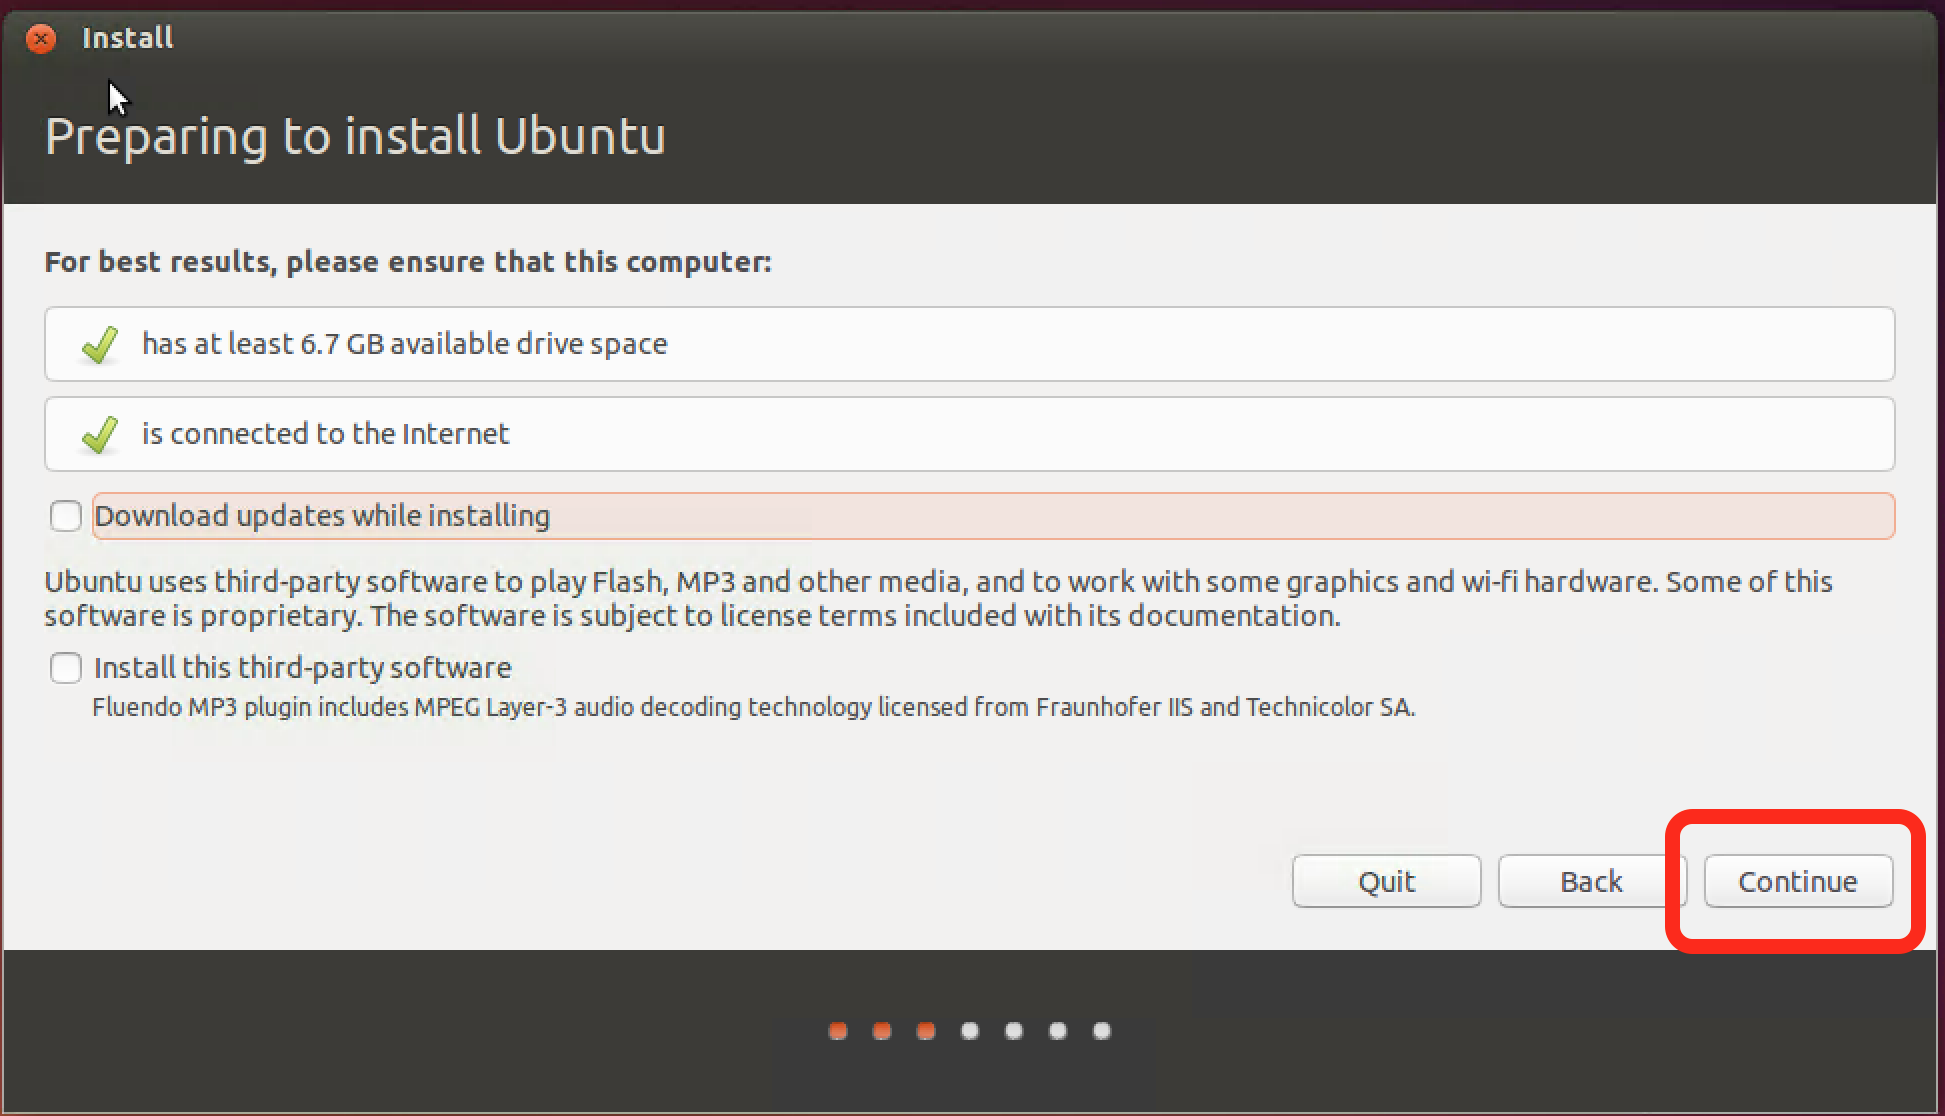 Install
Preparing to install Ubuntu
For best results, please ensure that this computer:
has at least 6.7 GB available drive space
is connected to the Internet
Download updates while installing
Ubuntu uses third-party software to play Flash, MP3 and other media, and to work with some graphics and wi-fi hardware. Some of this
software is proprietary. The software is subject to license terms included with its documentation.
Install this third-party software
Fluendo MP3 plugin includes MPEG Layer-3 audio decoding technology licensed from Fraunhofer IIS and Technicolor SA.
Quit
Back
Continue